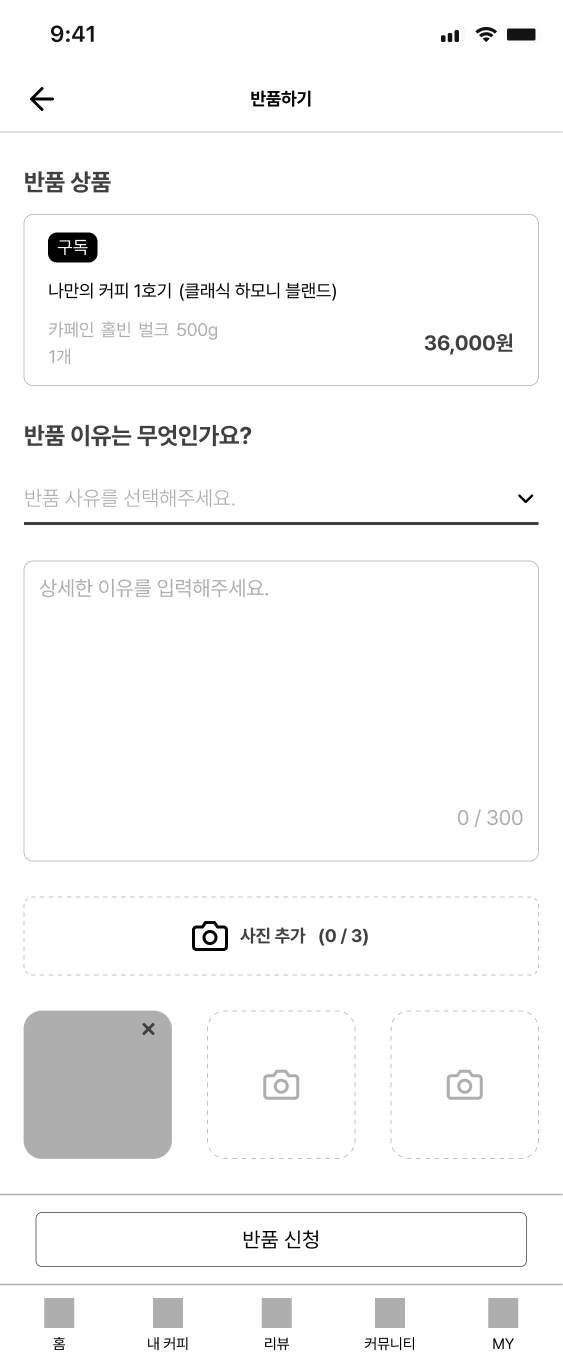 9:41
반품하기
반품 상품
구독
나만의 커피 1호기 (클래식 하모니 블랜드)
카페인 홀빈 벌크 500g
1개
36,000원
반품 이유는 무엇인가요?
반품 사유를 선택해주세요.
상세한 이유를 입력해주세요.
0 / 300
사진 추가 (0 / 3)
반품 신청
홈
내 커피
리뷰
커뮤니티
MY